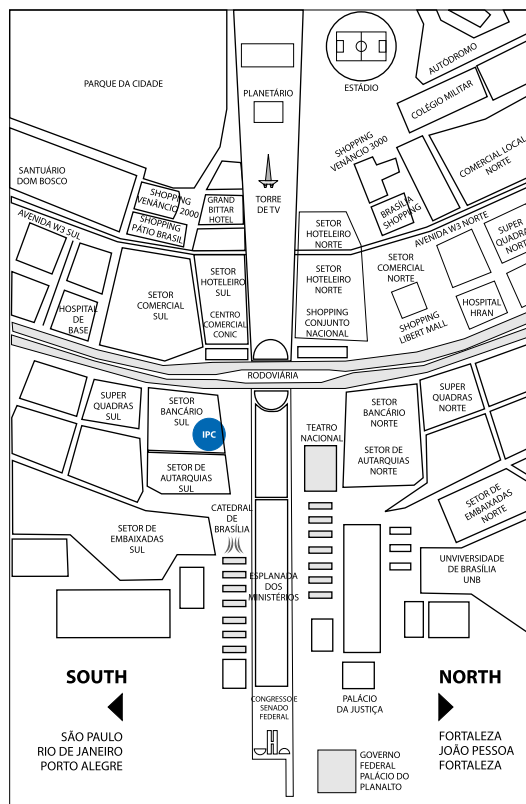 PARQUE DA CIDADE
PLANETÁRIO
ESTÁDIO
AUTÓDROMO
COLÉGIO MILITAR
SHOPPING
VENÂNCIO 3000
COMERCIAL LOCAL
NORTE
SANTUÁRIO
DOM BOSCO
SHOPPING
VENÂNCIO 2000
GRAND
BITTAR
HOTEL
TORRE
DE TV
BRASÍLIA
SHOPPING
AVENIDA W3 SUL
SHOPPING
PÁTIO BRASIL
SETOR
HOTELEIRO
NORTE
AVENIDA W3 NORTE
SUPER
QUADRAS
NORTE
SETOR
COMERCIAL
SUL
SETOR
HOTELEIRO
SUL
CENTRO
COMERCIAL
CONIC
SETOR
HOTELEIRO
NORTE
SHOPPING
CONJUNTO
NACIONAL
SETOR
COMERCIAL
NORTE
SHOPPING
LIBERT MALL
HOSPITAL
HRAN
HOSPITAL
DE
BASE
RODOVIÁRIA
SUPER
QUADRAS
SUL
SETOR
BANCÁRIO
SUL
IPC
TEATRO
NACIONAL
SETOR
BANCÁRIO
NORTE
SUPER
QUADRAS
NORTE
SETOR DE
AUTARQUIAS
SUL
SETOR DE
AUTARQUIAS
NORTE
SETOR DE
EMBAIXADAS
NORTE
CATEDRAL
DE
BRASÍLIA
SETOR DE
EMBAIXADAS
SUL
ESPLANADA
DOS
MINISTÉRIOS
UNVIVERSIDADE
DE BRASÍLIA
UNB
SOUTH
SÃO PAULO
RIO DE JANEIRO
PORTO ALEGRE
CONGRESSO E
SENADO
FEDERAL
PALÁCIO
DA JUSTIÇA
NORTH
FORTALEZA
JOÃO PESSOA
FORTALEZA
GOVERNO
FEDERAL
PALÁCIO DO
PLANALTO